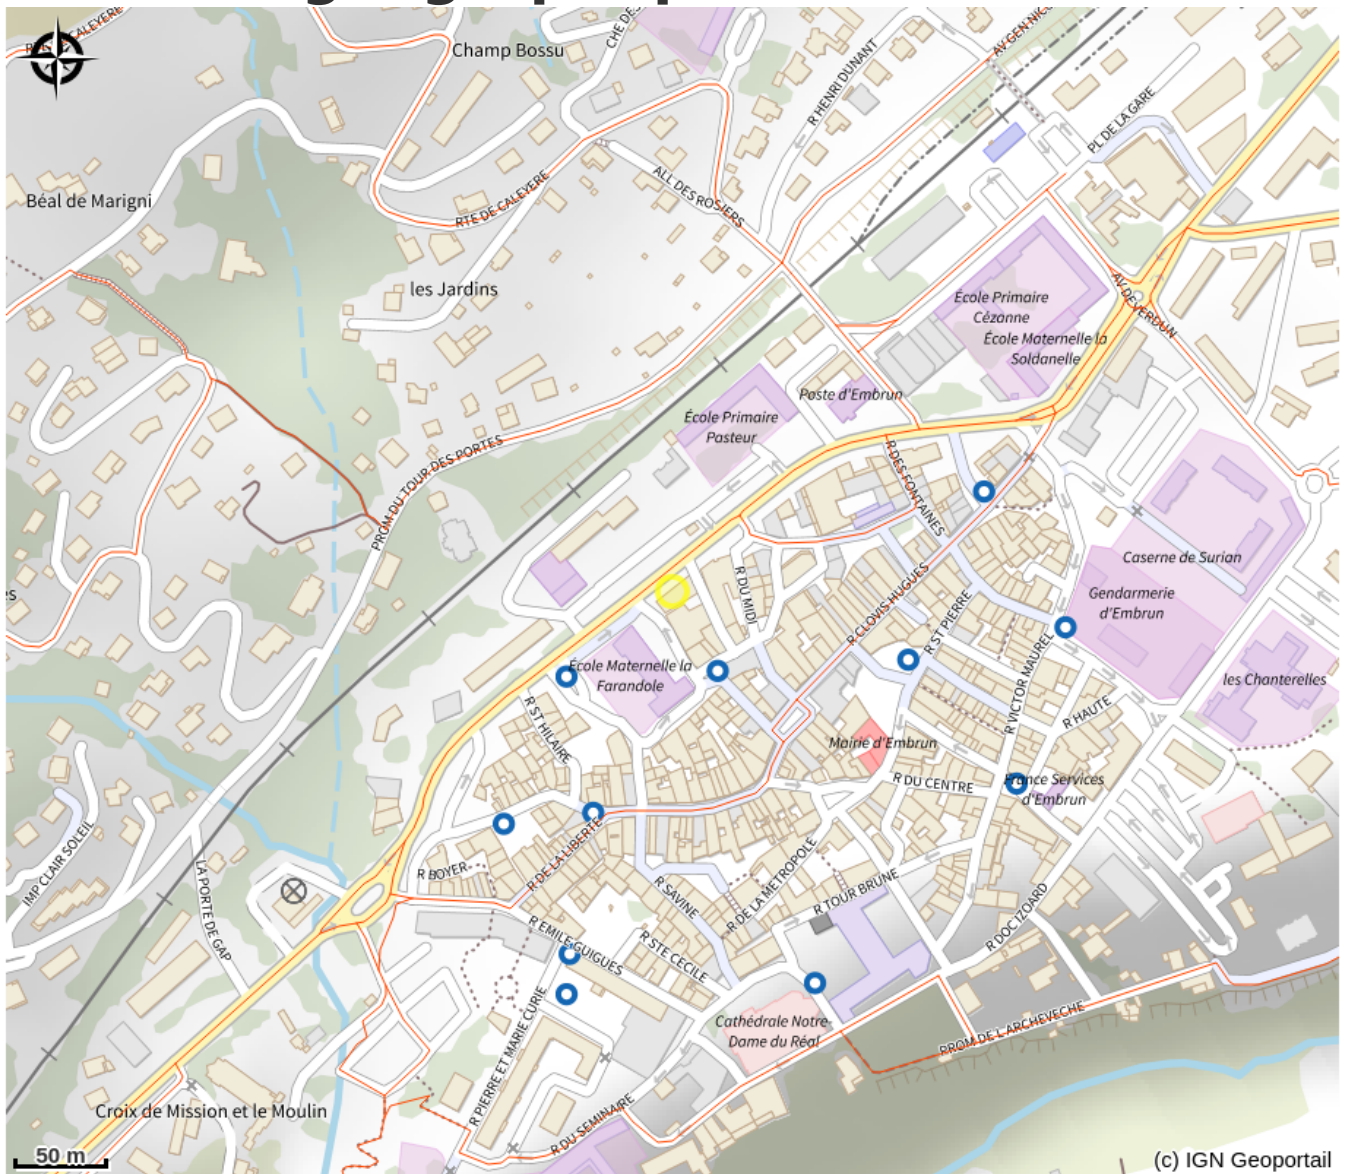 Champ Bossu
CHE DES
R HENRI DUNANT
AV GEN NICO
PL DE LA GARE
Béal de Marigni
RTE DE CALEYERE
ALL DES ROSIERS
les Jardins
École Primaire
Cézanne
École Maternelle la
Soldanelle
AV DE VERDUN
Poste d'Embrun
École Primaire
Pasteur
PROM DU TOUR DES PORTES
R DES FONTAINES
Caserne de Surian
Gendarmerie
d'Embrun
R DU MIDI
R CLOVIS HUGUES
R ST PIERRE
es
École Maternelle la
Farandole
les Chanterelles
R VICTOR MAUREL
R HAUTE
R ST HILAIRE
Mairie d'Embrun
R DU CENTRE
France Services
d'Embrun
IMP CLAIR SOLEIL
LA PORTE DE GAP
R BOYER
R DE LA LIBERTE
R SAVINE
R DE LA METROPOLE
R TOUR BRUNE
R DOC IZOARD
R EMILE GUIGUES
R STE CECILE
Cathédrale Notre-
Dame du Réal
PROM DE L ARCHEVECHE
R PIERRE ET MARIE CURIE
Croix de Mission et le Moulin
R DU SEMINAIRE
50 m
(c) IGN Geoportail